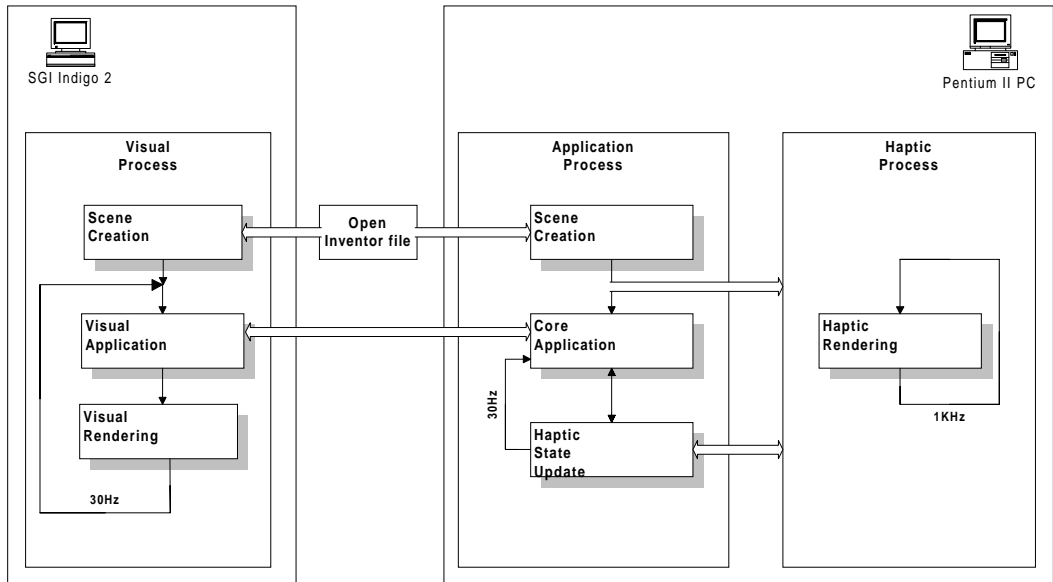 SGI Indigo 2
Pentium II PC
Visual
Process
Scene
Creation
Visual
Application
Visual
Rendering
30Hz
Open
Inventor file
Application
Process
Scene
Creation
Core
Application
30Hz
Haptic
State
Update
Haptic
Process
Haptic
Rendering
1KHz